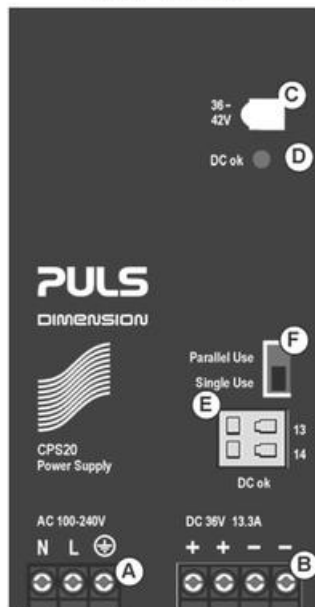 C
36–
42V
DC ok
D
PULS
DIMENSION
F
Parallel Use
Single Use
E
13
14
CPS20
Power Supply
DC ok
AC 100-240V
DC 36V 13.3A
N L
A
+ + – –
B